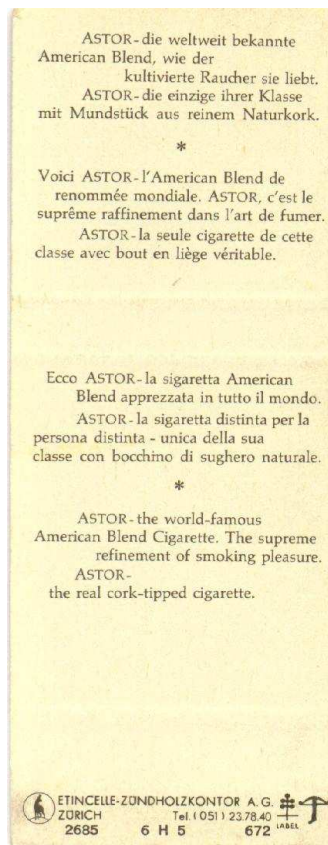 ASTOR-die weltweit bekannte
American Blend, wie der
kultivierte Raucher sie liebt.
ASTOR-die einzige ihrer Klasse
mit Mundstück aus reinem Naturkork.
*
Voici ASTOR-l'American Blend de
renommée mondiale. ASTOR, c'est le
suprême raffinement dans l'art de fumer.
ASTOR-la seule cigarette de cette
classe avec bout en liège véritable.
Ecco ASTOR-la sigaretta American
Blend apprezzata in tutto il mondo.
ASTOR-la sigaretta distinta per la
persona distinta - unica della sua
classe con bocchino di sughero naturale.
*
ASTOR-the world-famous
American Blend Cigarette. The supreme
refinement of smoking pleasure.
ASTOR-
the real cork-tipped cigarette.
ETINCELLE-ZÜNDHOLZKONTOR A.G.
ZÜRICH Tel. (051) 23.78.40 LABEL
2685 6 H 5 672